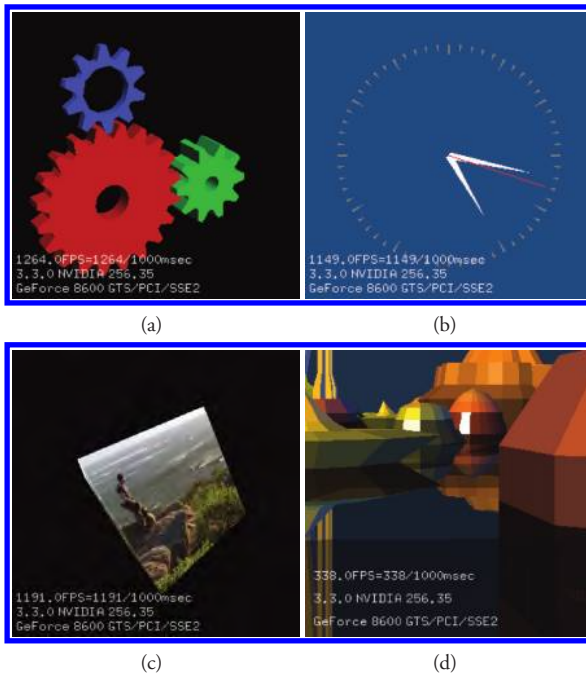 1264.0FPS=1264/1000msec
3.3.0 NVIDIA 256.35
GeForce 8600 GTS/PCI/SSE2
1149.0FPS=1149/1000msec
3.3.0 NVIDIA 256.35
GeForce 8600 GTS/PCI/SSE2
(a)
(b)
1191.0FPS=1191/1000msec
3.3.0 NVIDIA 256.35
GeForce 8600 GTS/PCI/SSE2
338.0FPS=338/1000msec
3.3.0 NVIDIA 256.35
GeForce 8600 GTS/PCI/SSE2
(c)
(d)